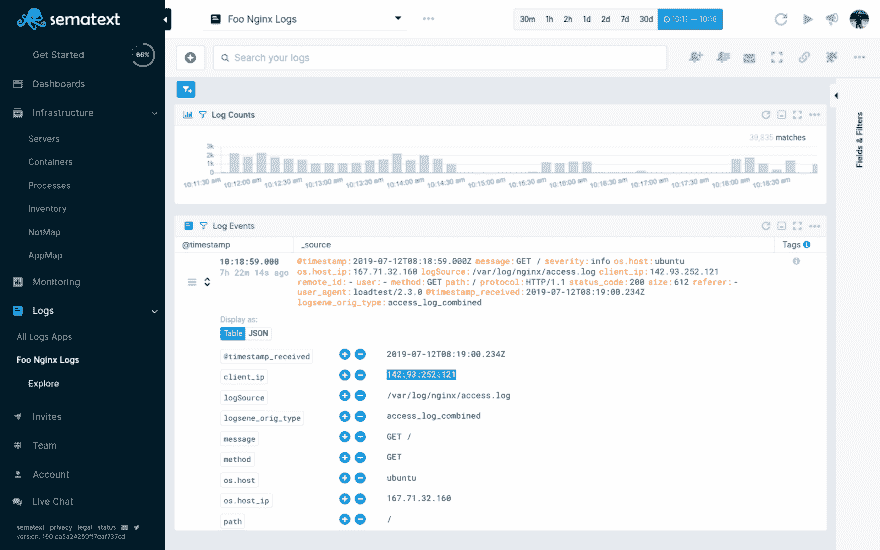 sematext
Foo Nginx Logs
30m 1h 2h 1d 2d 7d 30d
Get Started 66%
Search your logs
Dashboards
Infrastructure
Servers
Containers
Processes
Inventory
NetMap
AppMap
Monitoring
Logs
All Logs Apps
Foo Nginx Logs
Explore
Invites
Team
Account
Live Chat
sematext privacy legal status
Fields & Filters
Log Counts
39,835 matches
3k
2k
1k
0
10:11:30 am 10:12:00 am 10:12:30 am 10:13:00 am 10:13:30 am 10:14:00 am 10:14:30 am 10:15:00 am 10:15:30 am 10:16:00 am 10:16:30 am 10:17:00 am 10:17:30 am 10:18:00 am 10:18:30 am
Log Events
@timestamp _source Tags
10:18:59.000
7h 22m 14s ago
@timestamp:2019-07-12T08:18:59.000Z message:GET / severity:info os.host:ubuntu
os.host_ip:167.71.32.160 logSource:/var/log/nginx/access.log client_ip:142.93.252.121
remote_id:- user:- method:GET path:/ protocol:HTTP/1.1 status_code:200 size:612 referer:-
user_agent:loadtest/2.3.0 @timestamp_received:2019-07-12T08:19:00.234Z
logsene_orig_type:access_log_combined
Display as:
Table JSON
@timestamp_received 2019-07-12T08:19:00.234Z
client_ip 142.93.252.121
logSource /var/log/nginx/access.log
logsene_orig_type access_log_combined
message GET /
method GET
os.host ubuntu
os.host_ip 167.71.32.160
path /